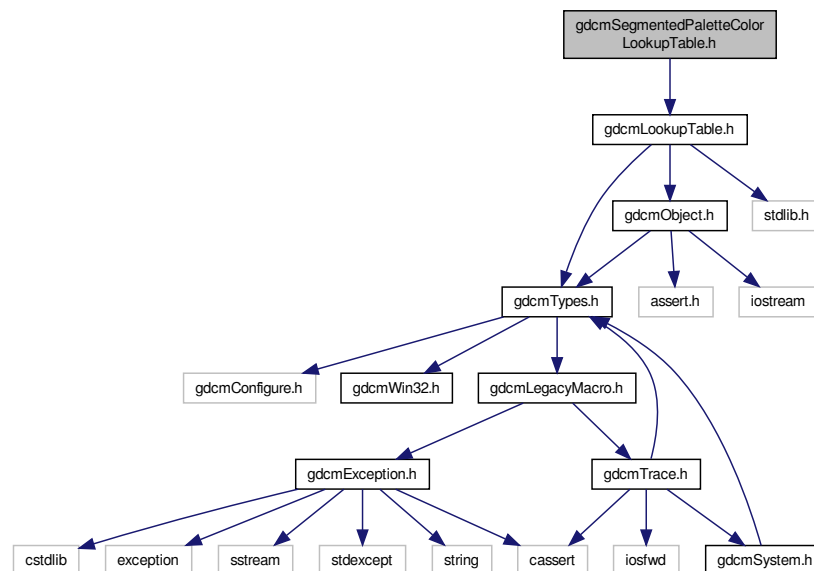 gdcmSegmentedPaletteColor
LookupTable.h
gdcmLookupTable.h
gdcmObject.h
stdlib.h
gdcmTypes.h
assert.h
iostream
gdcmConfigure.h
gdcmWin32.h
gdcmLegacyMacro.h
gdcmException.h
gdcmTrace.h
cstdlib
exception
sstream
stdexcept
string
cassert
iosfwd
gdcmSystem.h